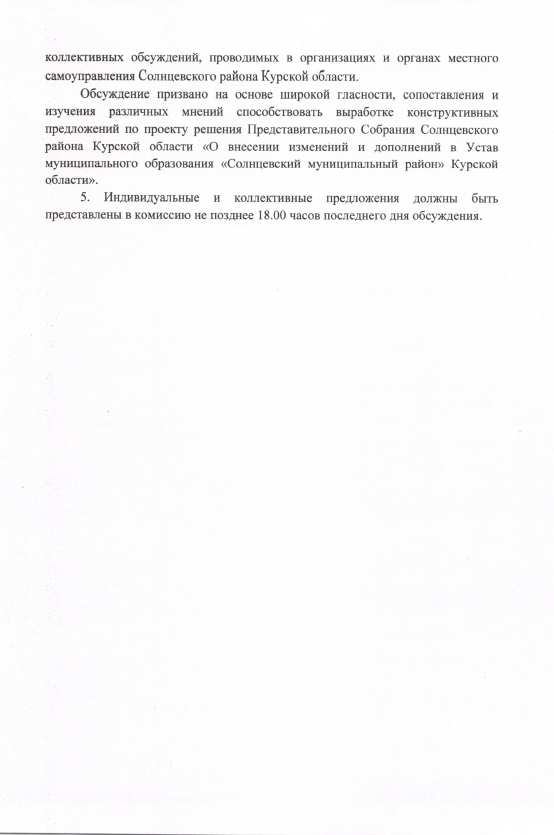 коллективных обсуждений, проводимых в организациях и органах местного
самоуправления Солнцевского района Курской области.
Обсуждение призвано на основе широкой гласности, сопоставления и
изучения различных мнений способствовать выработке конструктивных
предложений по проекту решения Представительного Собрания Солнцевского
района Курской области «О внесении изменений и дополнений в Устав
муниципального образования «Солнцевский муниципальный район» Курской
области».
5. Индивидуальные и коллективные предложения должны быть
представлены в комиссию не позднее 18.00 часов последнего дня обсуждения.